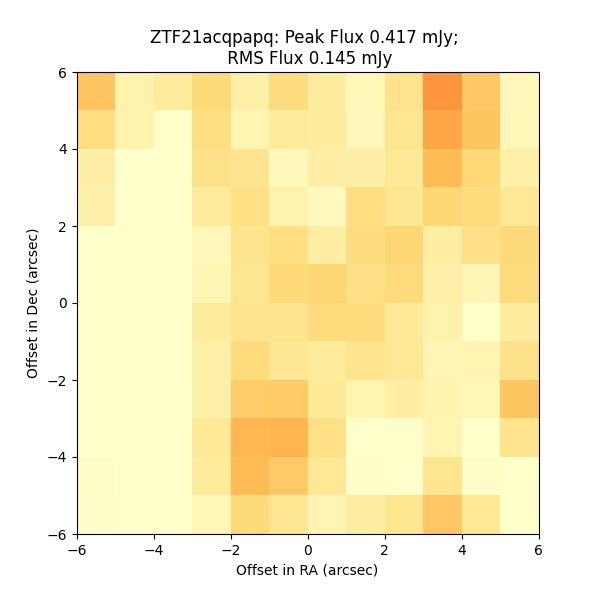 ZTF21acqpapq: Peak Flux 0.417 mJy;
RMS Flux 0.145 mJy
6
4
2
0
−2
−4
−6
Offset in Dec (arcsec)
−6 −4 −2 0 2 4 6
Offset in RA (arcsec)